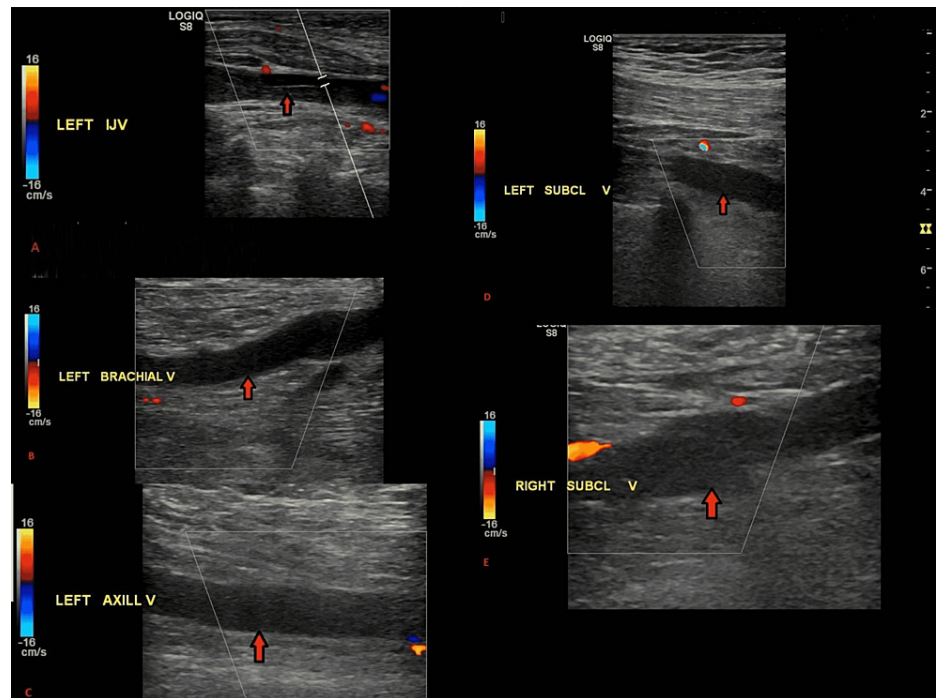 LOGIQ
S8
16
LEFT IJV
-16
cm/s
A
16
LEFT BRACHIAL V
-16
cm/s
B
16
LEFT AXILL V
-16
cm/s
C
LOGIQ
S8
16
LEFT SUBCL V
-16
cm/s
D
2-
4-
6-
LOGIQ
S8
16
RIGHT SUBCL V
-16
cm/s
E